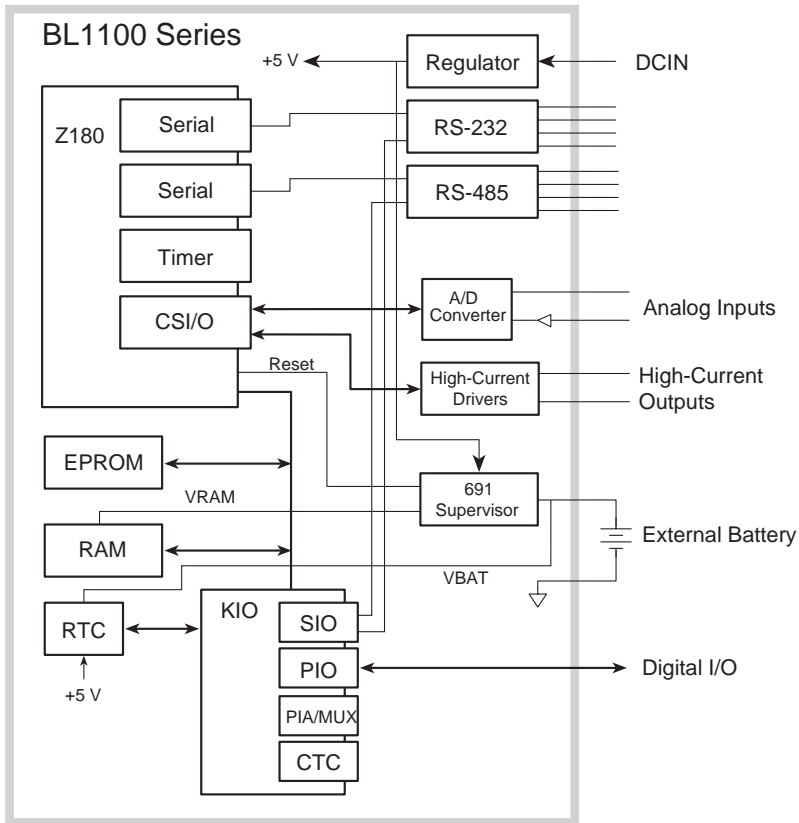 BL1100 Series
+5 V
Regulator
DCIN
Z180
Serial
RS-232
Serial
RS-485
Timer
CSI/O
A/D
Converter
Analog Inputs
Reset
High-Current
Drivers
High-Current
Outputs
EPROM
VRAM
691
Supervisor
External Battery
RAM
VBAT
KIO
RTC
SIO
+5 V
PIO
Digital I/O
PIA/MUX
CTC